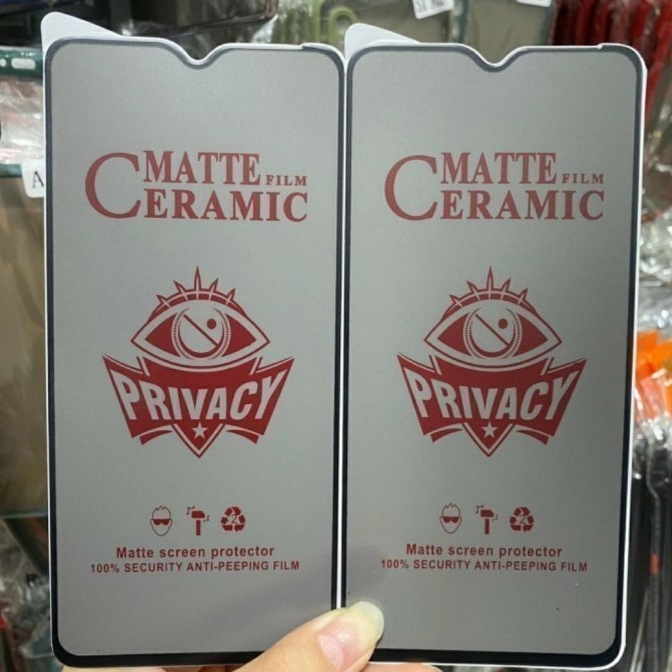 MATTE FILM
CERAMIC
PRIVACY
Matte screen protector
100% SECURITY ANTI-PEEPING FILM
MATTE FILM
CERAMIC
PRIVACY
Matte screen protector
100% SECURITY ANTI-PEEPING FILM
A